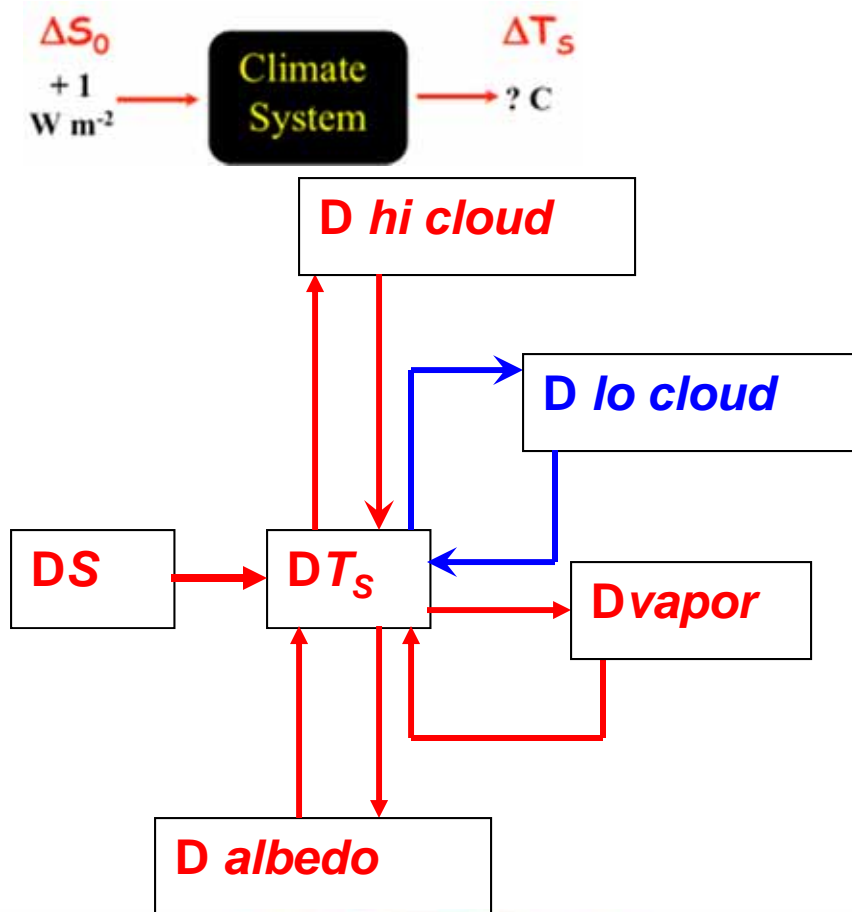 ΔS₀
ΔTₛ
+ 1
W m⁻²
Climate
System
? C
D hi cloud
D lo cloud
DS
DTₛ
Dvapor
D albedo